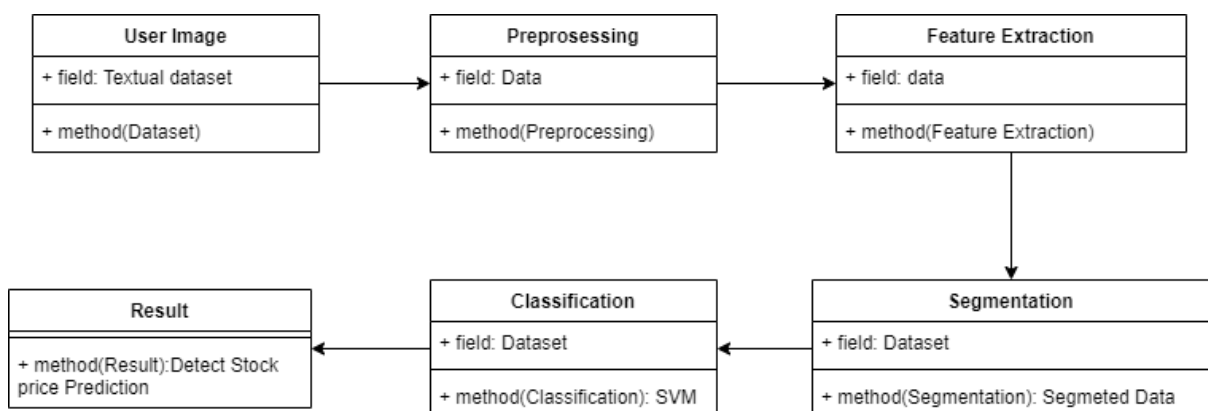 User Image
+ field: Textual dataset
+ method(Dataset)
Preprosessing
+ field: Data
+ method(Preprocessing)
Feature Extraction
+ field: data
+ method(Feature Extraction)
Segmentation
+ field: Dataset
+ method(Segmentation): Segmeted Data
Classification
+ field: Dataset
+ method(Classification): SVM
Result
+ method(Result):Detect Stock
price Prediction